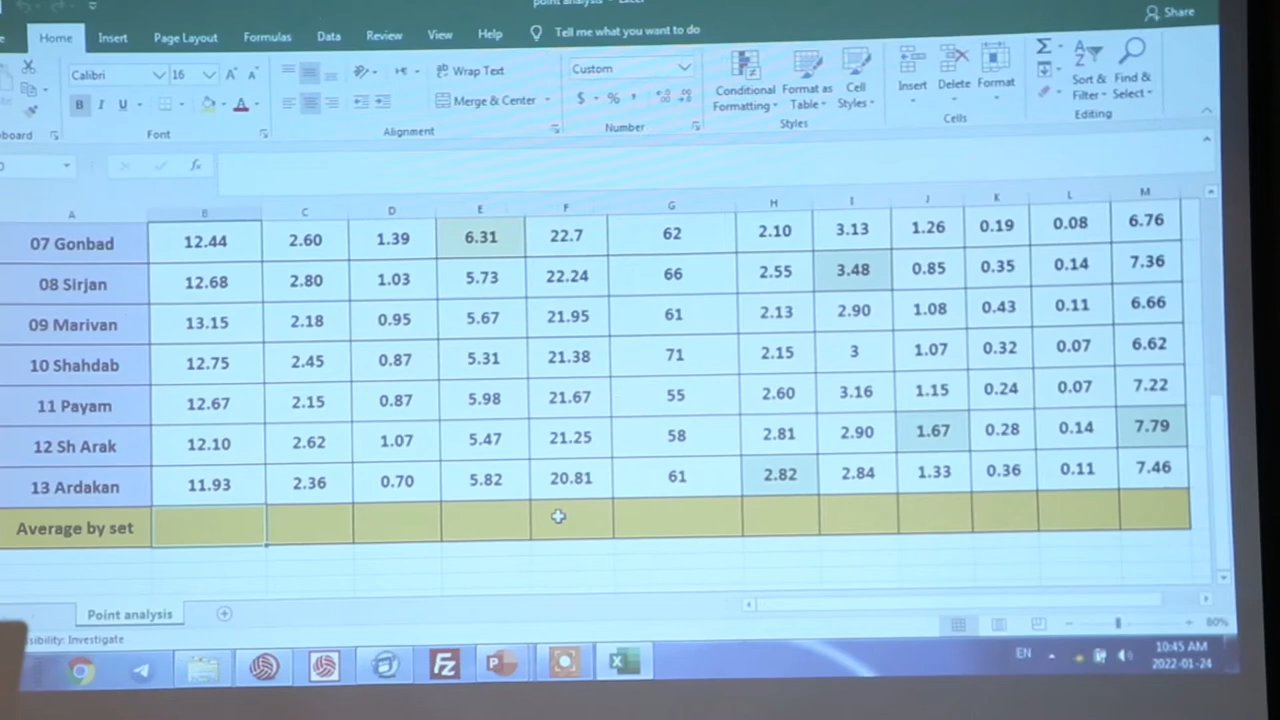 point analysis - Excel
Share
Home Insert Page Layout Formulas Data Review View Help Tell me what you want to do
Calibri 16 A A Wrap Text Custom Conditional Formatting Format as Table Cell Styles Insert Delete Format Sort & Filter Find & Select
B I U A Merge & Center $ % ,
Font Alignment Number Styles Cells Editing
fx
A B C D E F G H I J K L M
07 Gonbad 12.44 2.60 1.39 6.31 22.7 62 2.10 3.13 1.26 0.19 0.08 6.76
08 Sirjan 12.68 2.80 1.03 5.73 22.24 66 2.55 3.48 0.85 0.35 0.14 7.36
09 Marivan 13.15 2.18 0.95 5.67 21.95 61 2.13 2.90 1.08 0.43 0.11 6.66
10 Shahdab 12.75 2.45 0.87 5.31 21.38 71 2.15 3 1.07 0.32 0.07 6.62
11 Payam 12.67 2.15 0.87 5.98 21.67 55 2.60 3.16 1.15 0.24 0.07 7.22
12 Sh Arak 12.10 2.62 1.07 5.47 21.25 58 2.81 2.90 1.67 0.28 0.14 7.79
13 Ardakan 11.93 2.36 0.70 5.82 20.81 61 2.82 2.84 1.33 0.36 0.11 7.46
Average by set
Point analysis
sibility: Investigate
80%
EN 10:45 AM
2022-01-24